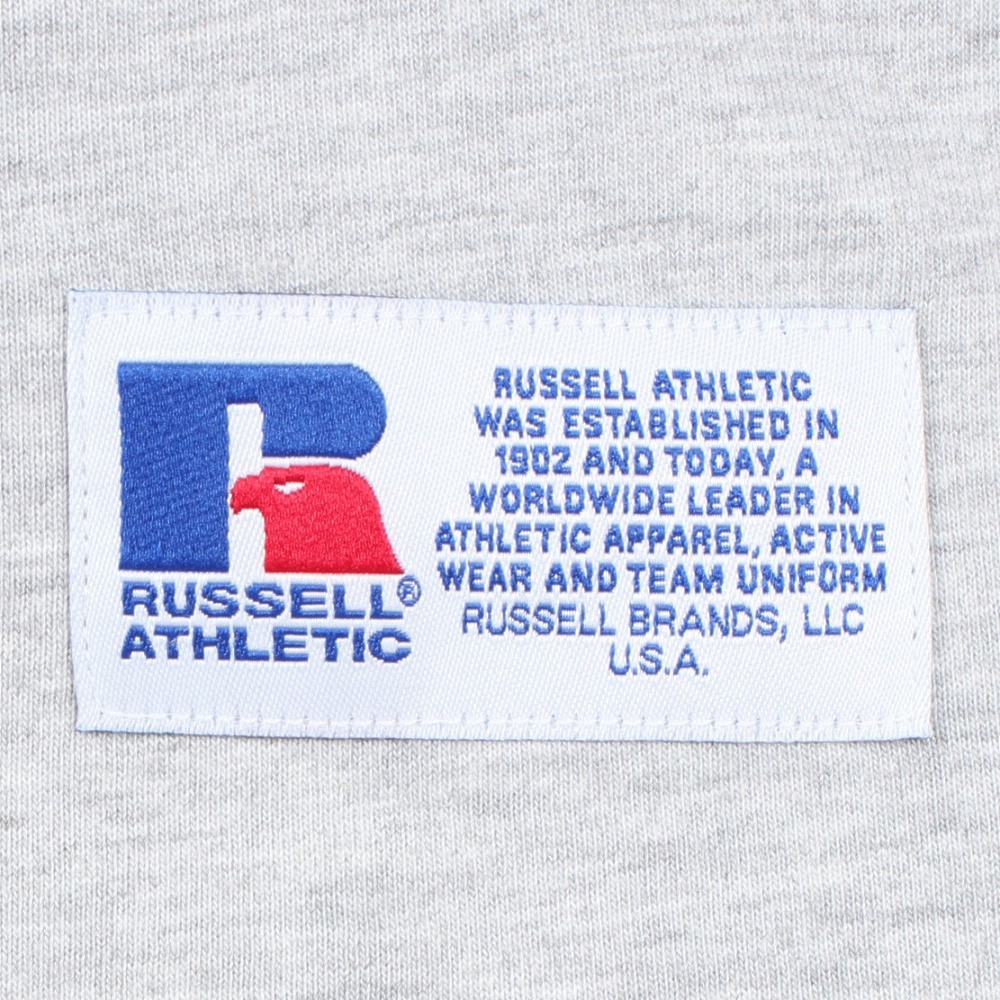 RUSSELL®
ATHLETIC
RUSSELL ATHLETIC
WAS ESTABLISHED IN
1902 AND TODAY, A
WORLDWIDE LEADER IN
ATHLETIC APPAREL, ACTIVE
WEAR AND TEAM UNIFORM
RUSSELL BRANDS, LLC
U.S.A.